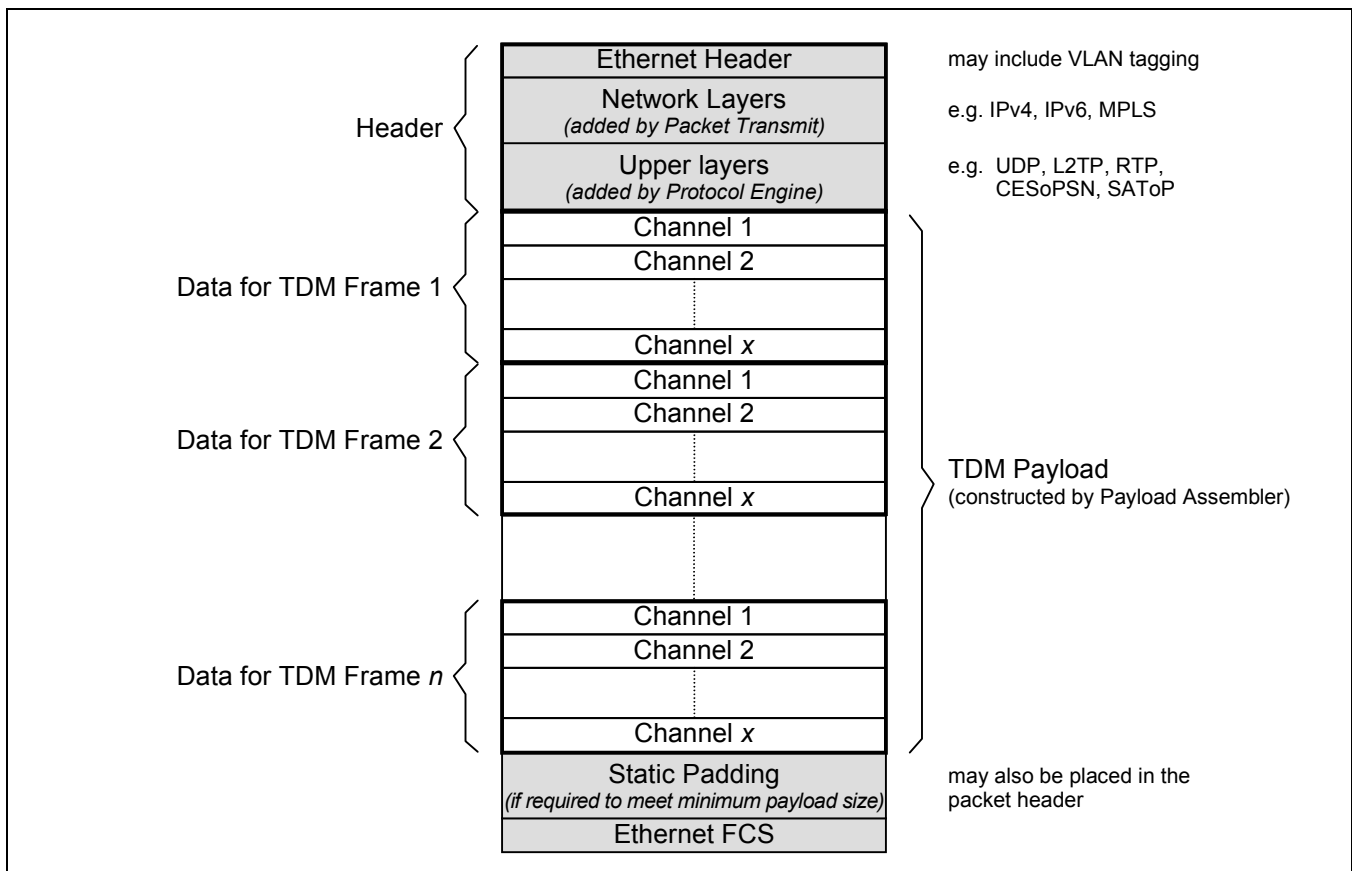 Ethernet Header
may include VLAN tagging
Network Layers
(added by Packet Transmit)
e.g. IPv4, IPv6, MPLS
Header
Upper layers
(added by Protocol Engine)
e.g. UDP, L2TP, RTP,
CESoPSN, SAToP
Channel 1
Channel 2
Data for TDM Frame 1
Channel x
Channel 1
Channel 2
Data for TDM Frame 2
Channel x
TDM Payload
(constructed by Payload Assembler)
Channel 1
Channel 2
Data for TDM Frame n
Channel x
Static Padding
(if required to meet minimum payload size)
may also be placed in the
packet header
Ethernet FCS